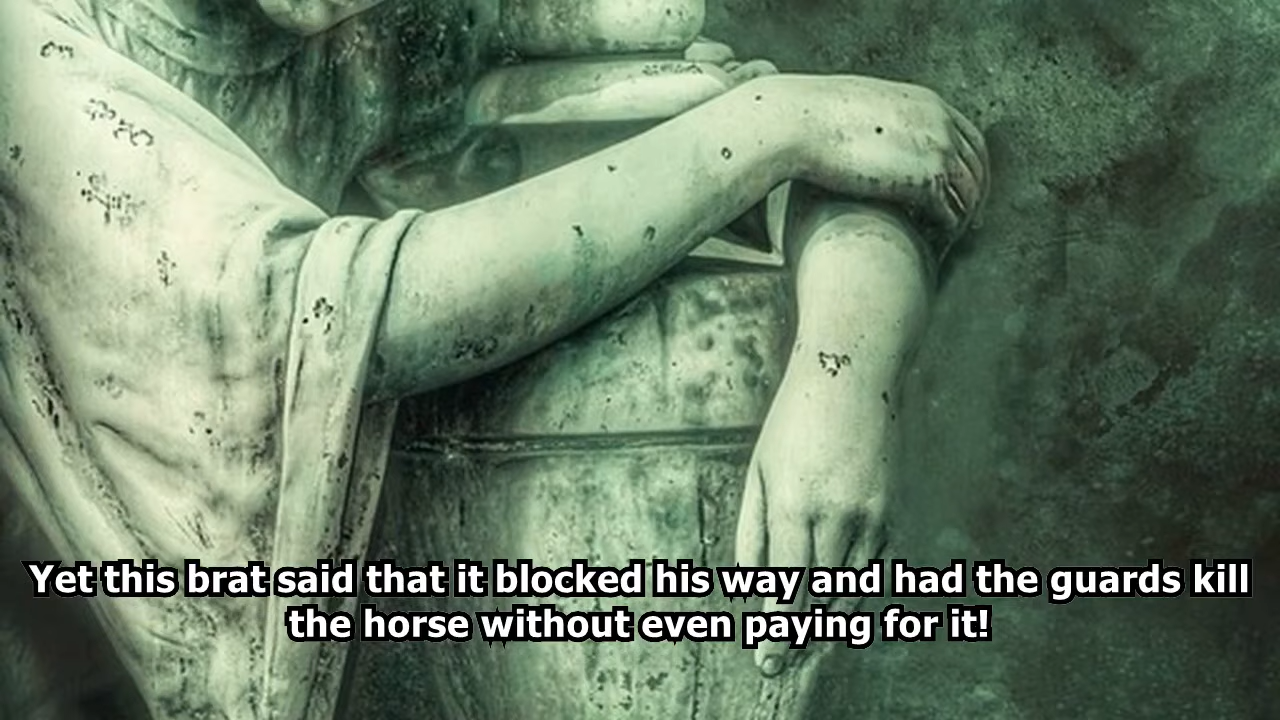 Yet this brat said that it blocked his way and had the guards kill
the horse without even paying for it!